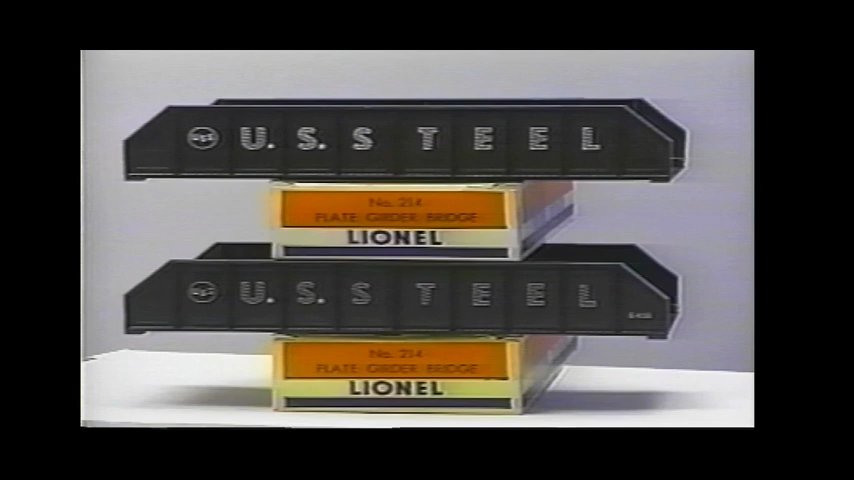 U.S. STEEL
No. 214
PLATE GIRDER BRIDGE
LIONEL
U.S. STEEL
No. 214
PLATE GIRDER BRIDGE
LIONEL